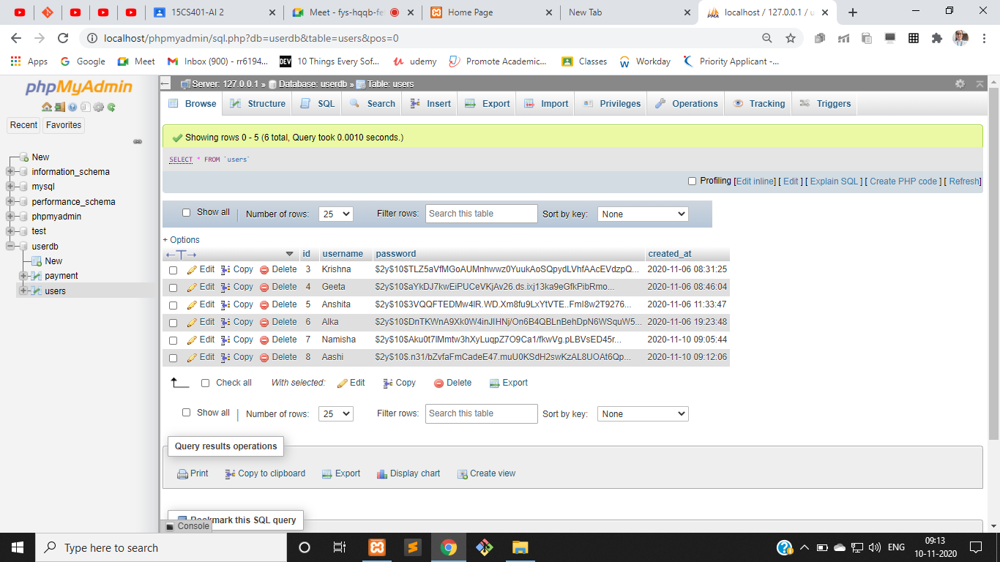 15CS401-AI 2
Meet - fys-hqqb-fe
Home Page
New Tab
localhost / 127.0.0.1 / u
localhost/phpmyadmin/sql.php?db=userdb&table=users&pos=0
Apps Google Meet Inbox (900) - rr6194... DEV 10 Things Every Sof... udemy Promote Academic... Classes Workday Priority Applicant -...
phpMyAdmin
Recent Favorites
New
information_schema
mysql
performance_schema
phpmyadmin
test
userdb
New
payment
users
Server: 127.0.0.1 » Database: userdb » Table: users
Browse Structure SQL Search Insert Export Import Privileges Operations Tracking Triggers
Showing rows 0 - 5 (6 total, Query took 0.0010 seconds.)
SELECT * FROM `users`
Profiling [Edit inline] [ Edit ] [ Explain SQL ] [ Create PHP code ] [ Refresh]
Show all Number of rows: 25 Filter rows: Search this table Sort by key: None
+ Options
←T→ id username password created_at
Edit Copy Delete 3 Krishna $2y$10$TLZ5aVfMGoAUMnhwwz0YuukAoSQpydLVhfAAcEVdzpQ... 2020-11-06 08:31:25
Edit Copy Delete 4 Geeta $2y$10$aYkDJ7kwEiPUCeVKjAv26.ds.ixj13ka9eGfkPibRmo... 2020-11-06 08:46:04
Edit Copy Delete 5 Anshita $2y$10$3VQQFTEDMw4lR.WD.Xm8fu9LxYtVTE..FmI8w2T9276... 2020-11-06 11:33:47
Edit Copy Delete 6 Alka $2y$10$DnTKWnA9Xk0W4inJIHNj/On6B4QBLnBehDpN6WSquW5... 2020-11-06 19:23:48
Edit Copy Delete 7 Namisha $2y$10$Aku0t7lMmtw3hXyLuqpZ7O9Ca1/fkwVg.pLBVsED45r... 2020-11-10 09:05:44
Edit Copy Delete 8 Aashi $2y$10$.n31/bZvfaFmCadeE47.muU0KSdH2swKzAL8UOAt6Qp... 2020-11-10 09:12:06
Check all With selected: Edit Copy Delete Export
Show all Number of rows: 25 Filter rows: Search this table Sort by key: None
Query results operations
Print Copy to clipboard Export Display chart Create view
Bookmark this SQL query
Console
Type here to search
ENG
09:13
10-11-2020